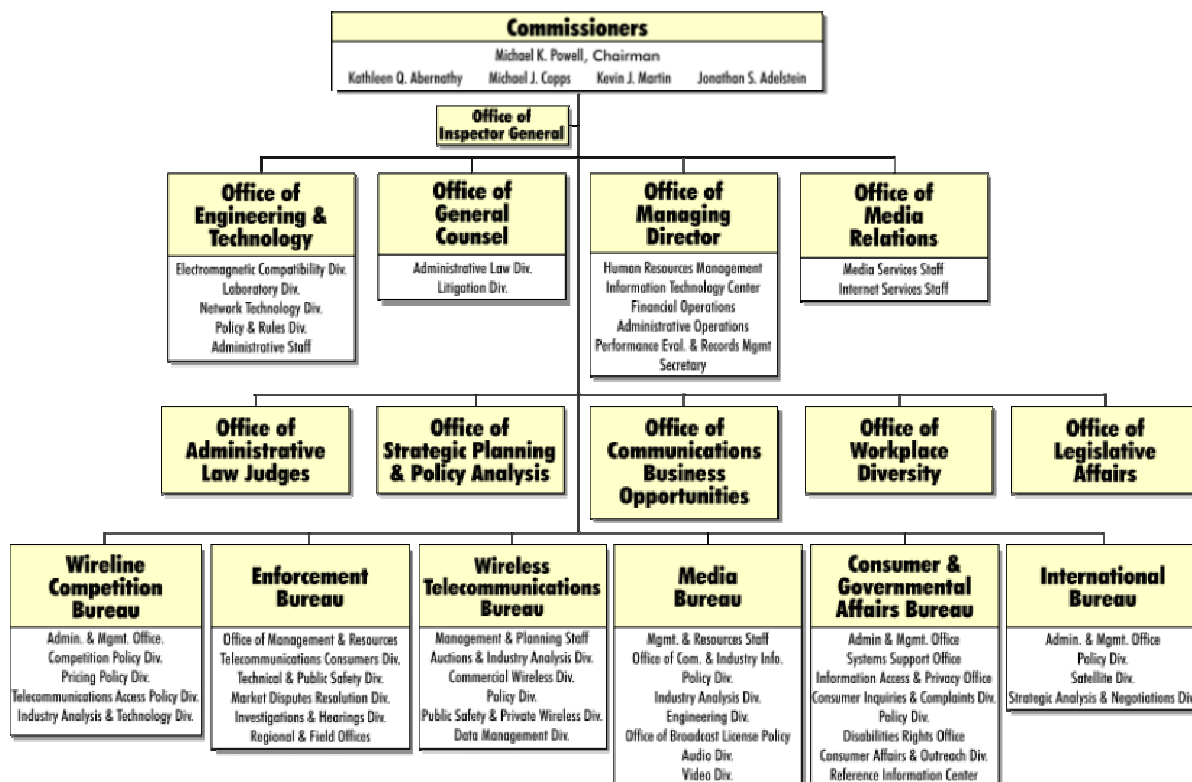 Commissioners
Michael K. Powell, Chairman
Kathleen Q. Abernathy Michael J. Copps Kevin J. Martin Jonathan S. Adelstein
Office of
Inspector General
Office of
Engineering &
Technology
Electromagnetic Compatibility Div.
Laboratory Div.
Network Technology Div.
Policy & Rules Div.
Administrative Staff
Office of
General
Counsel
Administrative Law Div.
Litigation Div.
Office of
Managing
Director
Human Resources Management
Information Technology Center
Financial Operations
Administrative Operations
Performance Eval. & Records Mgmt
Secretary
Office of
Media
Relations
Media Services Staff
Internet Services Staff
Office of
Administrative
Law Judges
Office of
Strategic Planning
& Policy Analysis
Office of
Communications
Business
Opportunities
Office of
Workplace
Diversity
Office of
Legislative
Affairs
Wireline
Competition
Bureau
Admin. & Mgmt. Office.
Competition Policy Div.
Pricing Policy Div.
Telecommunications Access Policy Div.
Industry Analysis & Technology Div.
Enforcement
Bureau
Office of Management & Resources
Telecommunications Consumers Div.
Technical & Public Safety Div.
Market Disputes Resolution Div.
Investigations & Hearings Div.
Regional & Field Offices
Wireless
Telecommunications
Bureau
Management & Planning Staff
Auctions & Industry Analysis Div.
Commercial Wireless Div.
Policy Div.
Public Safety & Private Wireless Div.
Data Management Div.
Media
Bureau
Mgmt. & Resources Staff
Office of Com. & Industry Info.
Policy Div.
Industry Analysis Div.
Engineering Div.
Office of Broadcast License Policy
Audio Div.
Video Div.
Consumer &
Governmental
Affairs Bureau
Admin & Mgmt. Office
Systems Support Office
Information Access & Privacy Office
Consumer Inquiries & Complaints Div.
Policy Div.
Disabilities Rights Office
Consumer Affairs & Outreach Div.
Reference Information Center
International
Bureau
Admin. & Mgmt. Office
Policy Div.
Satellite Div.
Strategic Analysis & Negotiations Div